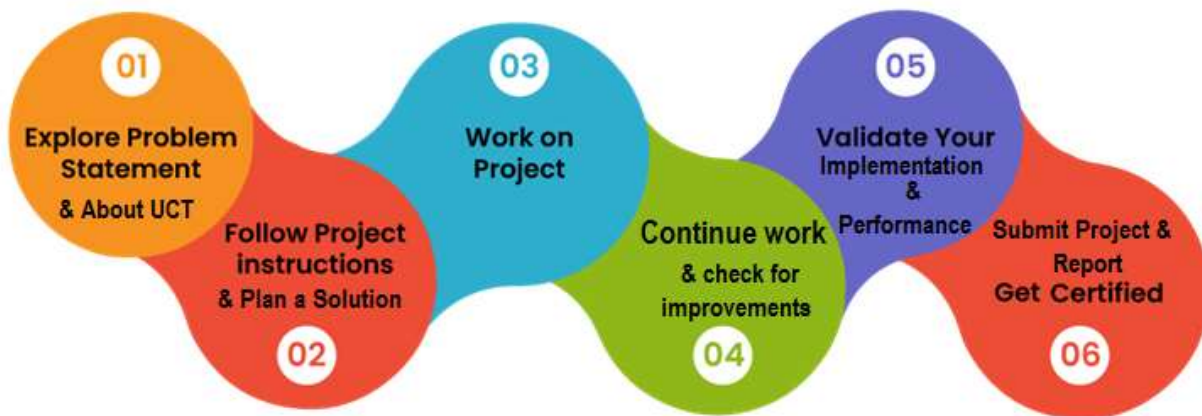 01
Explore Problem
Statement
& About UCT
Follow Project
instructions
& Plan a Solution
02
03
Work on
Project
Continue work
& check for
improvements
04
05
Validate Your
Implementation
&
Performance
Submit Project &
Report
Get Certified
06